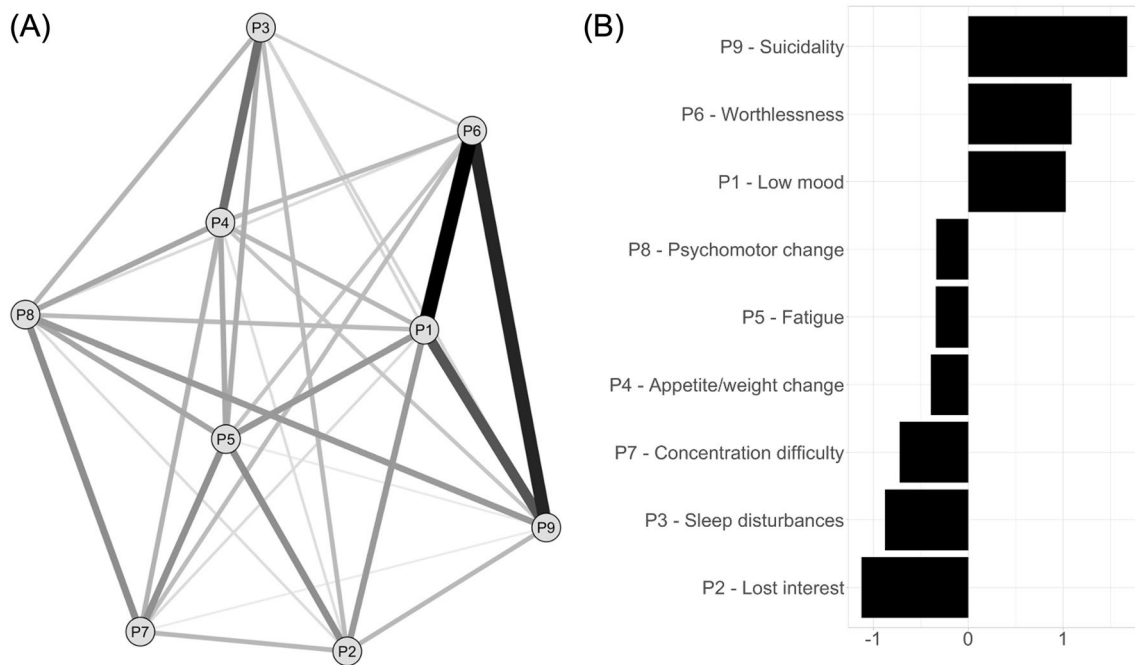 (A)
P3
P6
P4
P8
P1
P5
P9
P7
P2
(B)
P9 - Suicidality
P6 - Worthlessness
P1 - Low mood
P8 - Psychomotor change
P5 - Fatigue
P4 - Appetite/weight change
P7 - Concentration difficulty
P3 - Sleep disturbances
P2 - Lost interest
-1 0 1